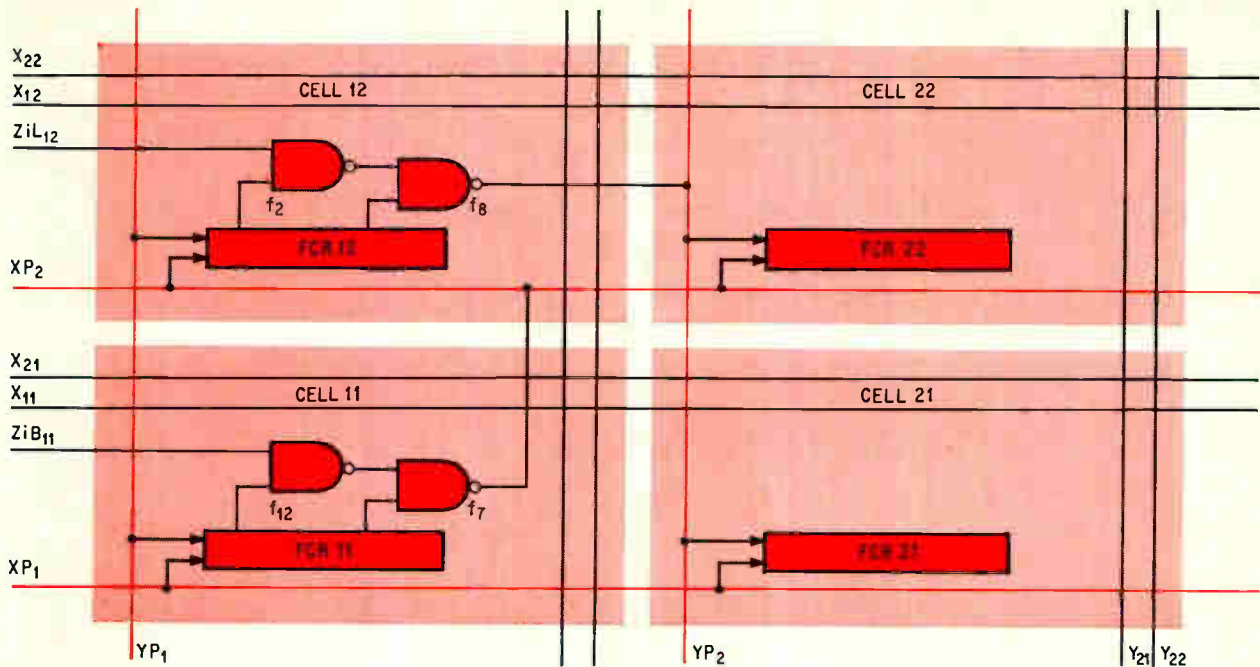 X22
CELL 12
CELL 22
X12
ZiL12
f2
f8
FCR 12
FCR 22
XP2
X21
CELL 11
CELL 21
X11
ZiB11
f12
f7
FCR 11
FCR 21
XP1
YP1
YP2
Y21
Y22